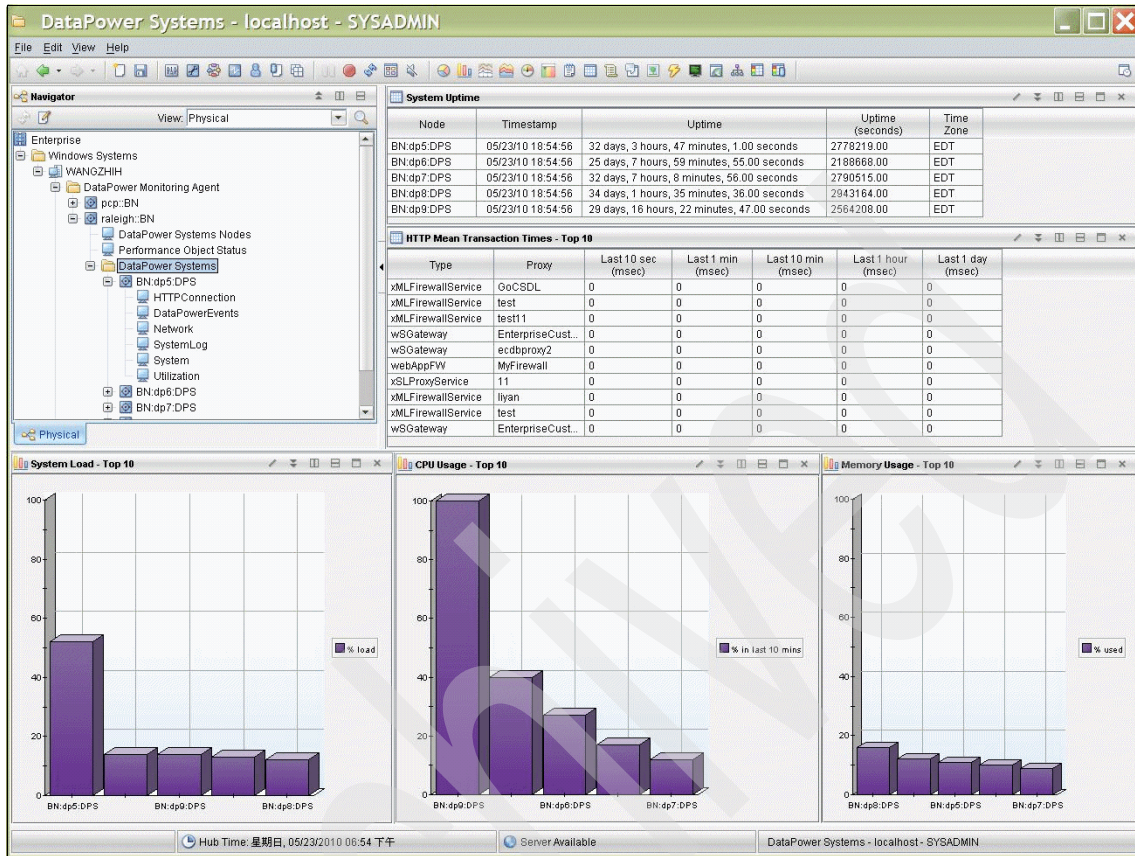 DataPower Systems - localhost - SYSADMIN
File Edit View Help
Navigator
View: Physical
Enterprise
Windows Systems
WANGZHIH
DataPower Monitoring Agent
pcp::BN
raleigh::BN
DataPower Systems Nodes
Performance Object Status
DataPower Systems
BN:dp5:DPS
HTTPConnection
DataPowerEvents
Network
SystemLog
System
Utilization
BN:dp6:DPS
BN:dp7:DPS
Physical
System Uptime
Node Timestamp Uptime Uptime (seconds) Time Zone
BN:dp5:DPS 05/23/10 18:54:56 32 days, 3 hours, 47 minutes, 1.00 seconds 2778219.00 EDT
BN:dp6:DPS 05/23/10 18:54:56 25 days, 7 hours, 59 minutes, 55.00 seconds 2188668.00 EDT
BN:dp7:DPS 05/23/10 18:54:56 32 days, 7 hours, 8 minutes, 56.00 seconds 2790515.00 EDT
BN:dp8:DPS 05/23/10 18:54:56 34 days, 1 hours, 35 minutes, 36.00 seconds 2943164.00 EDT
BN:dp9:DPS 05/23/10 18:54:56 29 days, 16 hours, 22 minutes, 47.00 seconds 2564208.00 EDT
HTTP Mean Transaction Times - Top 10
Type Proxy Last 10 sec (msec) Last 1 min (msec) Last 10 min (msec) Last 1 hour (msec) Last 1 day (msec)
xMLFirewallService GoCSDL 0 0 0 0 0
xMLFirewallService test 0 0 0 0 0
xMLFirewallService test11 0 0 0 0 0
wSGateway EnterpriseCust... 0 0 0 0 0
wSGateway ecdbproxy2 0 0 0 0 0
webAppFW MyFirewall 0 0 0 0 0
xSLProxyService 11 0 0 0 0 0
xMLFirewallService liyan 0 0 0 0 0
xMLFirewallService test 0 0 0 0 0
wSGateway EnterpriseCust... 0 0 0 0 0
System Load - Top 10
100
80
60
40
20
0
BN:dp5:DPS BN:dp9:DPS BN:dp8:DPS
% load
CPU Usage - Top 10
100
80
60
40
20
0
BN:dp9:DPS BN:dp6:DPS BN:dp7:DPS
% in last 10 mins
Memory Usage - Top 10
100
80
60
40
20
0
BN:dp8:DPS BN:dp5:DPS BN:dp7:DPS
% used
Hub Time: 星期日, 05/23/2010 06:54 下午
Server Available
DataPower Systems - localhost - SYSADMIN